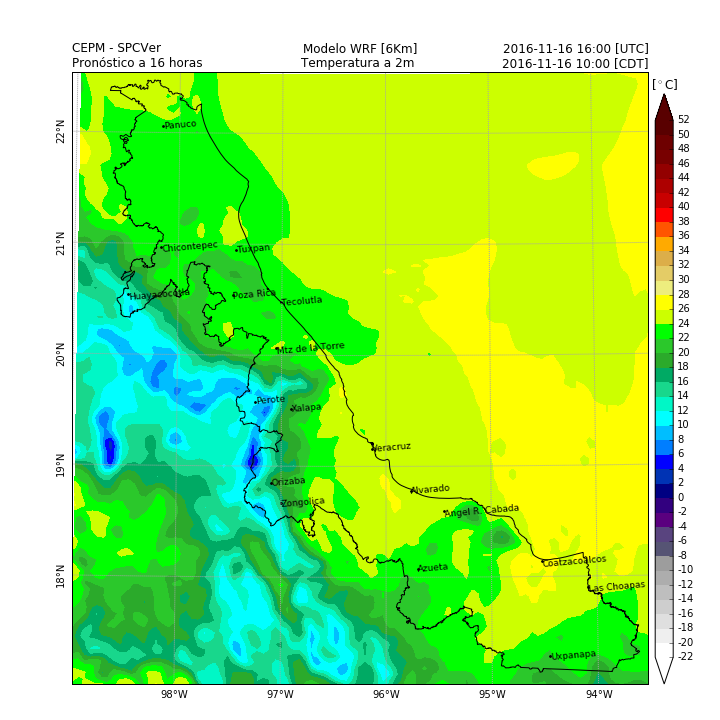 CEPM - SPCVer Modelo WRF [6Km] 2016-11-16 16:00 [UTC]
Pronóstico a 16 horas Temperatura a 2m 2016-11-16 10:00 [CDT]
[°C]
52
50
48
46
44
42
40
38
36
34
32
30
28
26
24
22
20
18
16
14
12
10
8
6
4
2
0
-2
-4
-6
-8
-10
-12
-14
-16
-18
-20
-22
22°N
21°N
20°N
19°N
18°N
Panuco
Chicontepec
Tuxpan
Huayacocotla
Poza Rica
Tecolutla
Mtz de la Torre
Perote
Xalapa
Veracruz
Orizaba
Alvarado
Zongolica
Angel R. Cabada
Azueta
Coatzacoalcos
Las Choapas
Uxpanapa
98°W 97°W 96°W 95°W 94°W